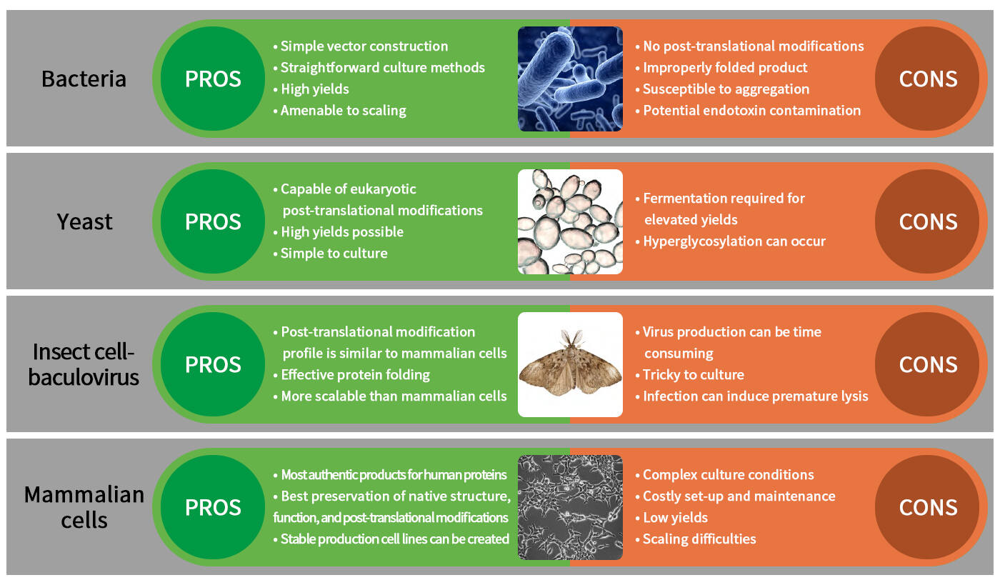 Bacteria
PROS
• Simple vector construction
• Straightforward culture methods
• High yields
• Amenable to scaling
• No post-translational modifications
• Improperly folded product
• Susceptible to aggregation
• Potential endotoxin contamination
CONS
Yeast
PROS
• Capable of eukaryotic
post-translational modifications
• High yields possible
• Simple to culture
• Fermentation required for
elevated yields
• Hyperglycosylation can occur
CONS
Insect cell-
baculovirus
PROS
• Post-translational modification
profile is similar to mammalian cells
• Effective protein folding
• More scalable than mammalian cells
• Virus production can be time
consuming
• Tricky to culture
• Infection can induce premature lysis
CONS
Mammalian
cells
PROS
• Most authentic products for human proteins
• Best preservation of native structure,
function, and post-translational modifications
• Stable production cell lines can be created
• Complex culture conditions
• Costly set-up and maintenance
• Low yields
• Scaling difficulties
CONS